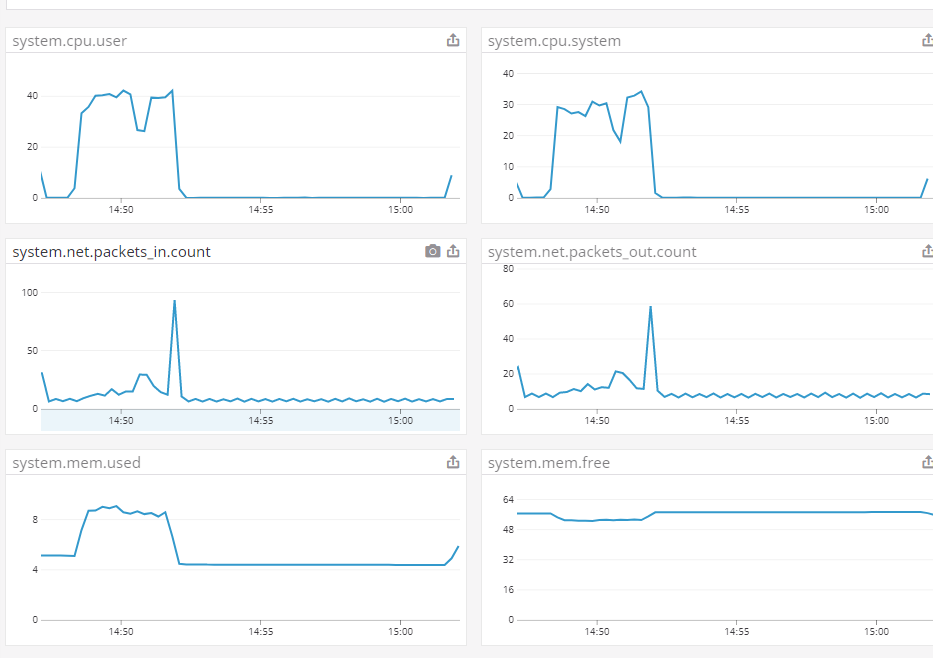 system.cpu.user
40
20
0
14:50 14:55 15:00
system.cpu.system
40
30
20
10
0
14:50 14:55 15:00
system.net.packets_in.count
100
50
0
14:50 14:55 15:00
system.net.packets_out.count
80
60
40
20
0
14:50 14:55 15:00
system.mem.used
8
4
0
14:50 14:55 15:00
system.mem.free
64
48
32
16
0
14:50 14:55 15:00